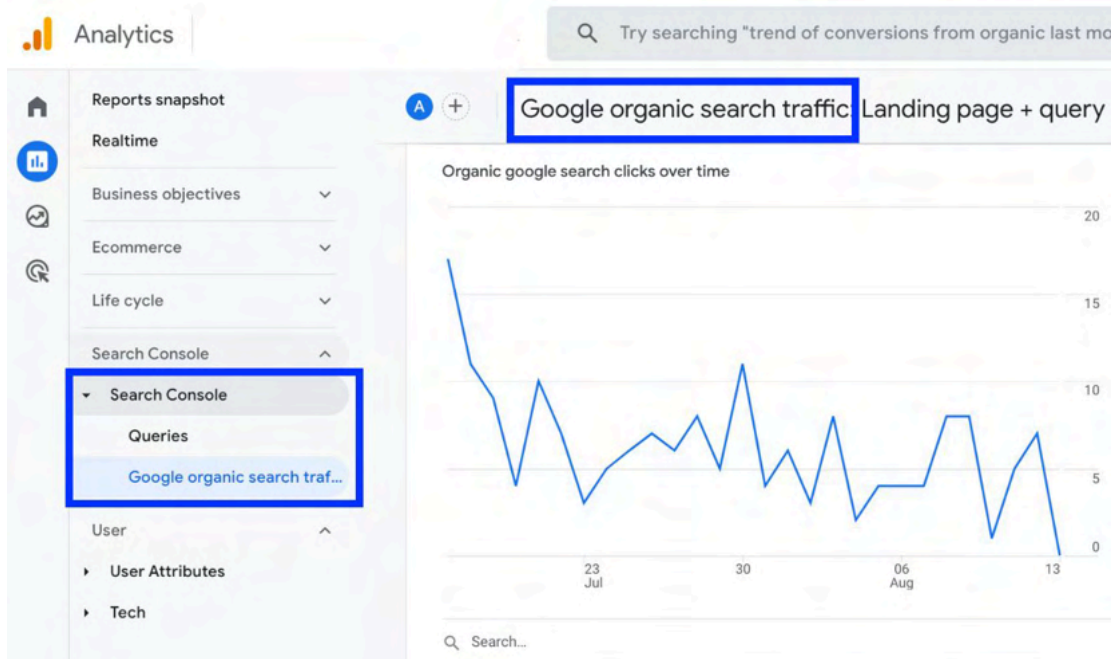 Analytics
Try searching "trend of conversions from organic last mo
Reports snapshot
Realtime
Business objectives
Ecommerce
Life cycle
Search Console
Search Console
Queries
Google organic search traf...
User
User Attributes
Tech
A
Google organic search traffic: Landing page + query
Organic google search clicks over time
20
15
10
5
0
23
Jul
30
06
Aug
13
Search...